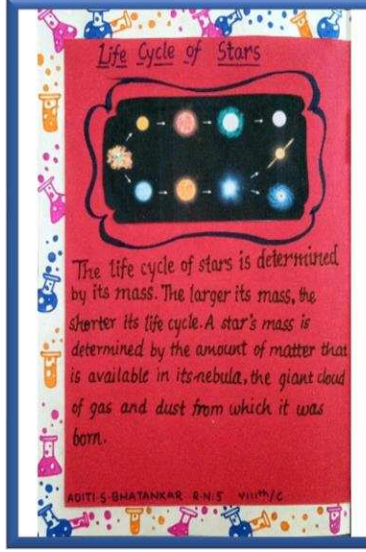 Life Cycle of Stars
The life cycle of stars is determined
by its mass. The larger its mass, the
shorter its life cycle. A star's mass is
determined by the amount of matter that
is available in its nebula, the giant cloud
of gas and dust from which it was
born.
ADITI·S·BHATANKAR R·N:5 VIIIth/C